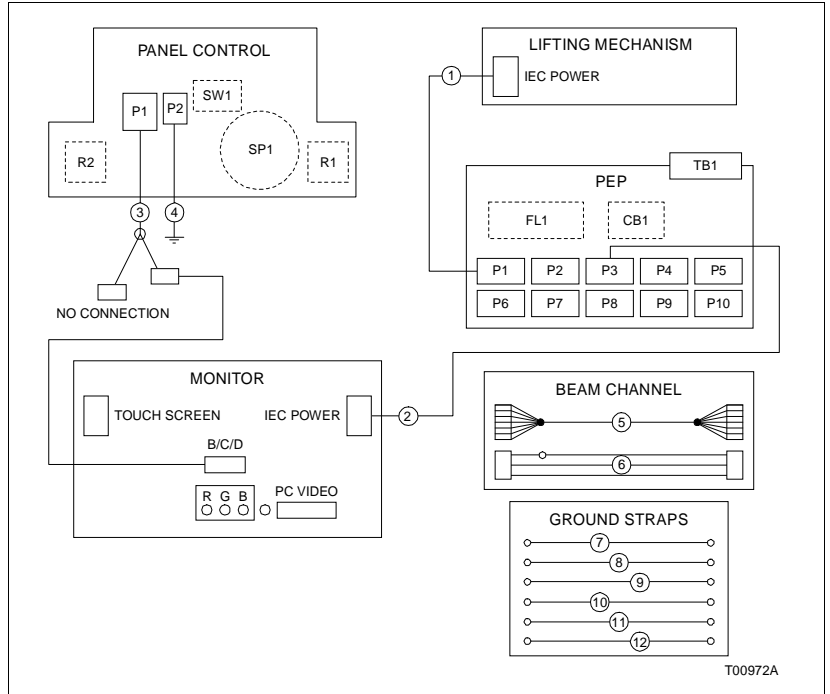 PANEL CONTROL
P1
P2
SW1
SP1
R2
R1
3
4
NO CONNECTION
LIFTING MECHANISM
IEC POWER
1
TB1
PEP
FL1
CB1
P1 P2 P3 P4 P5
P6 P7 P8 P9 P10
MONITOR
TOUCH SCREEN
IEC POWER
2
B/C/D
R G B
PC VIDEO
BEAM CHANNEL
5
6
GROUND STRAPS
7
8
9
10
11
12
T00972A